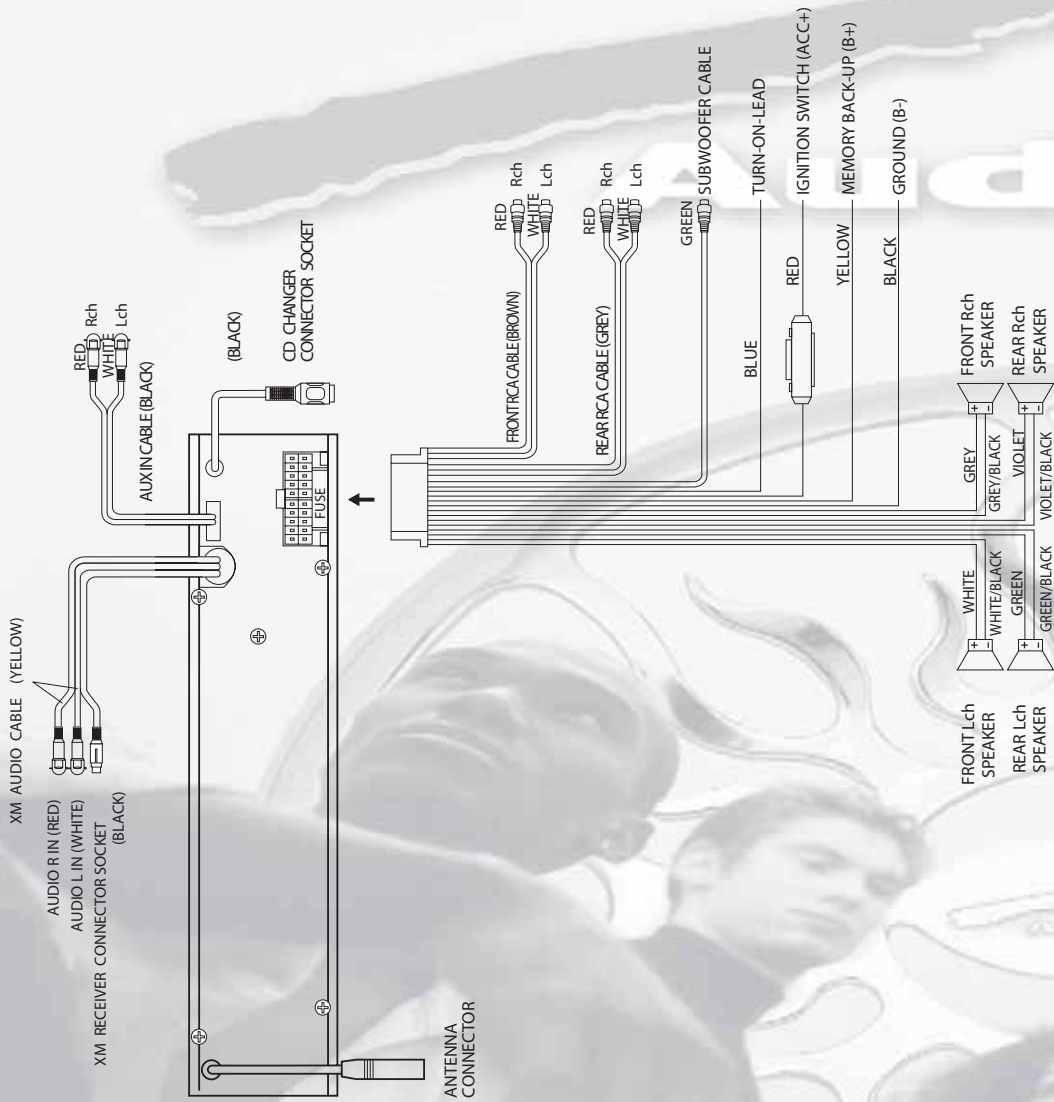 XM AUDIO CABLE (YELLOW)
AUDIO R IN (RED)
AUDIO L IN (WHITE)
XM RECEIVER CONNECTOR SOCKET
(BLACK)
RED
Rch
WHITE
Lch
AUX IN CABLE (BLACK)
(BLACK)
CD CHANGER
CONNECTOR SOCKET
FUSE
ANTENNA
CONNECTOR
RED
Rch
WHITE
Lch
FRONT RCA CABLE (BROWN)
RED
Rch
WHITE
Lch
REAR RCA CABLE (GREY)
GREEN
SUBWOOFER CABLE
BLUE
TURN-ON-LEAD
RED
IGNITION SWITCH (ACC+)
YELLOW
MEMORY BACK-UP (B+)
BLACK
GROUND (B-)
FRONT Lch
SPEAKER
+
-
WHITE
WHITE/BLACK
REAR Lch
SPEAKER
+
-
GREEN
GREEN/BLACK
GREY
GREY/BLACK
+
-
FRONT Rch
SPEAKER
VIOLET
VIOLET/BLACK
+
-
REAR Rch
SPEAKER
Aud